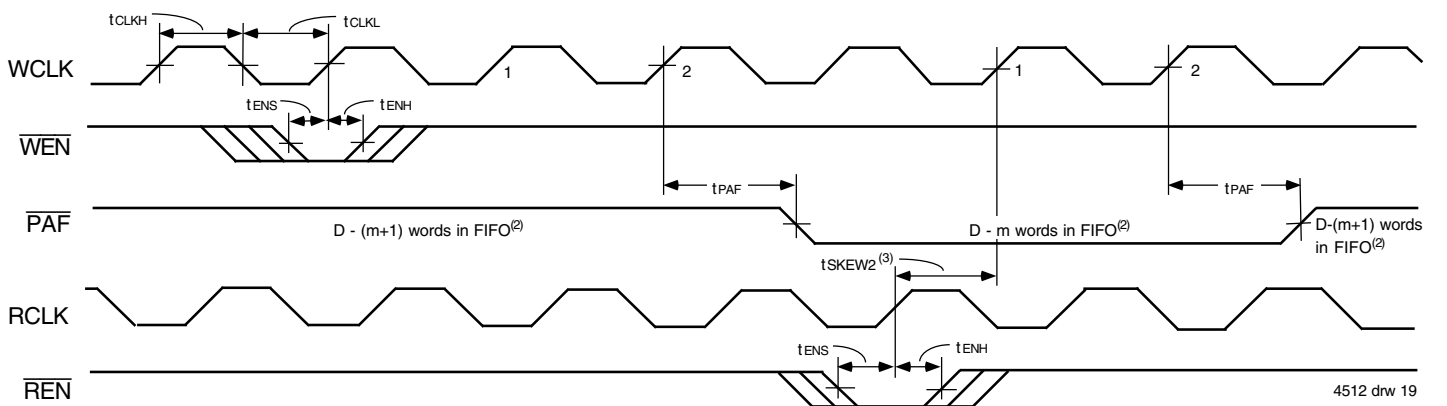 tCLKH
tCLKL
WCLK
1
2
1
2
tENS
tENH
WEN
tPAF
tPAF
PAF
D - (m+1) words in FIFO(2)
D - m words in FIFO(2)
D-(m+1) words
in FIFO(2)
tSKEW2(3)
RCLK
tENS
tENH
REN
4512 drw 19